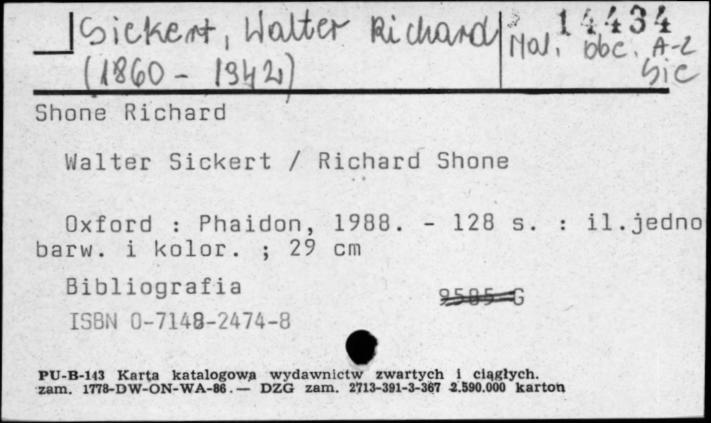 Sickert, Walter Richard 14434
(1860 - 1942) Mal. obc. A-Z
Sic
Shone Richard
Walter Sickert / Richard Shone
Oxford : Phaidon, 1988. - 128 s. : il.jedno
barw. i kolor. ; 29 cm
Bibliografia
9585 G
ISBN 0-7148-2474-8
PU-B-143 Karta katalogowa wydawnictw zwartych i ciągłych.
zam. 1778-DW-ON-WA-86. — DZG zam. 2713-391-3-367 2.590.000 karton